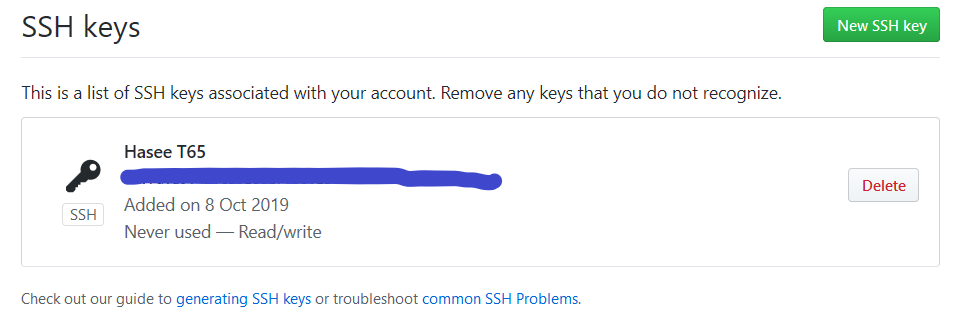 SSH keys
New SSH key
This is a list of SSH keys associated with your account. Remove any keys that you do not recognize.
Hasee T65
SSH
Added on 8 Oct 2019
Never used — Read/write
Delete
Check out our guide to generating SSH keys or troubleshoot common SSH Problems.